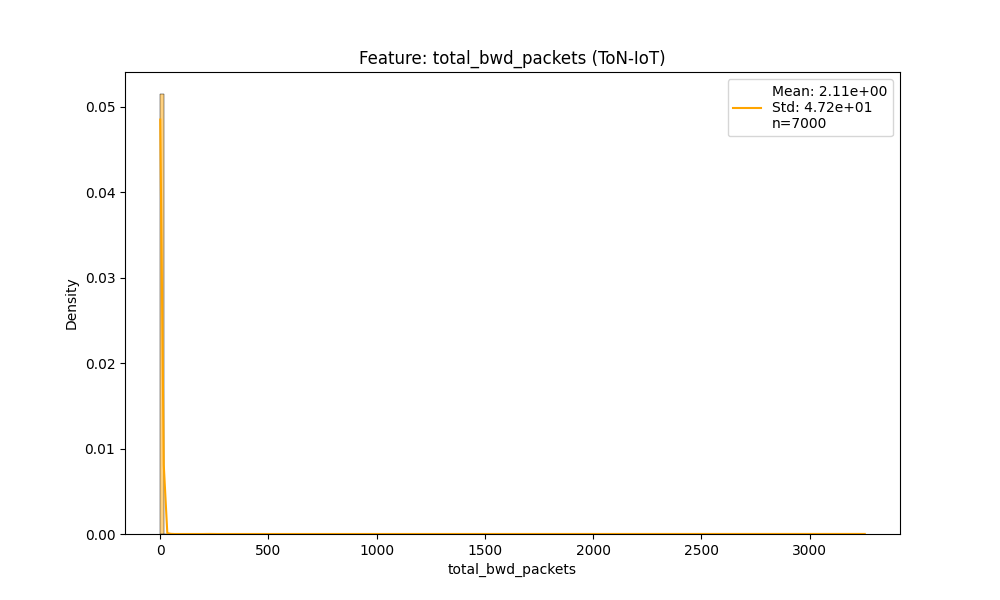 Feature: total_bwd_packets (ToN-IoT)
Mean: 2.11e+00
Std: 4.72e+01
n=7000
Density
0.05
0.04
0.03
0.02
0.01
0.00
0 500 1000 1500 2000 2500 3000
total_bwd_packets